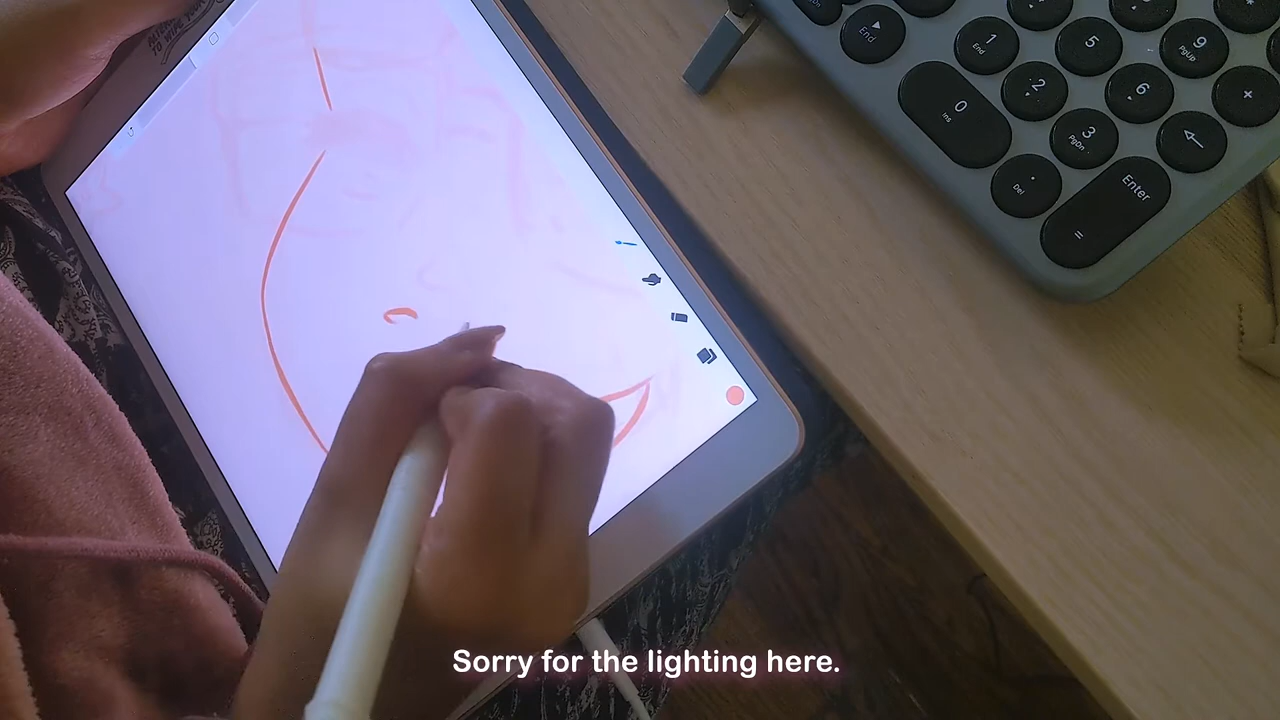 End
1
End
5
9
PgUp
0
Ins
2
6
+
3
PgDn
.
Del
Enter
=
Sorry for the lighting here.